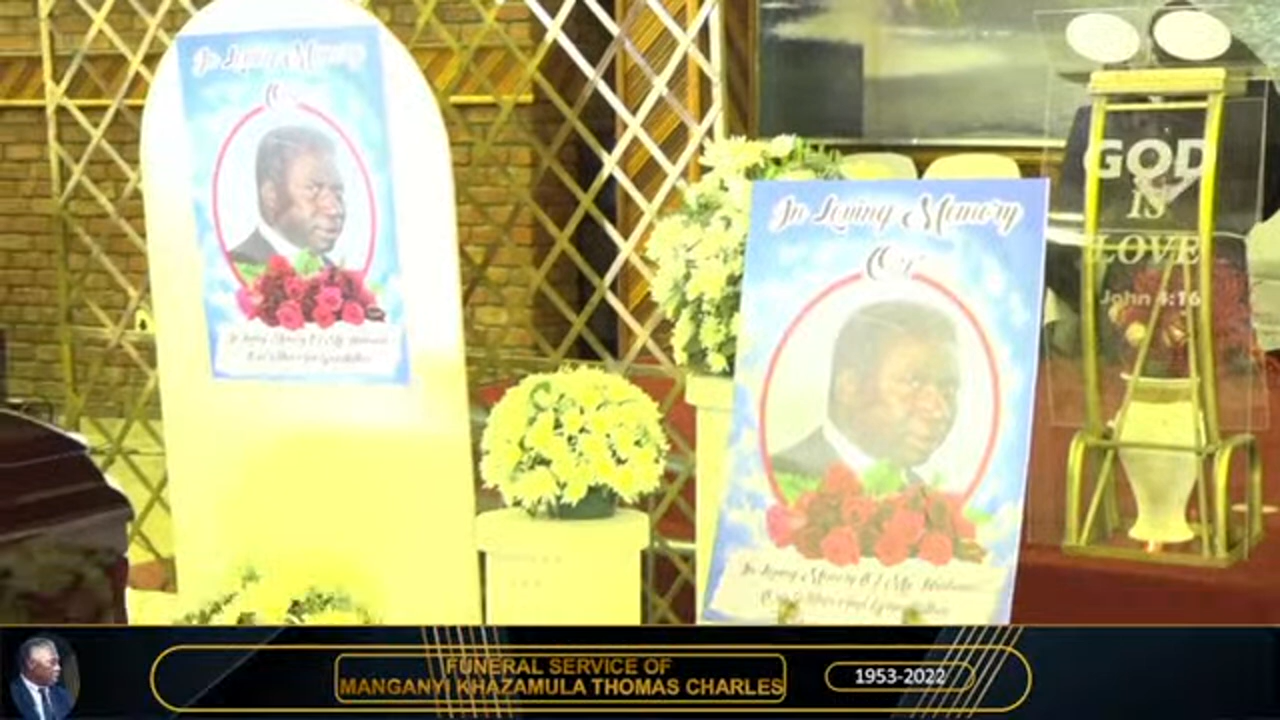 In Loving Memory
Of
In Loving Memory
Of
GOD
IS
LOVE
John 4:16
FUNERAL SERVICE OF
MANGANYI KHAZAMULA THOMAS CHARLES
1953-2022